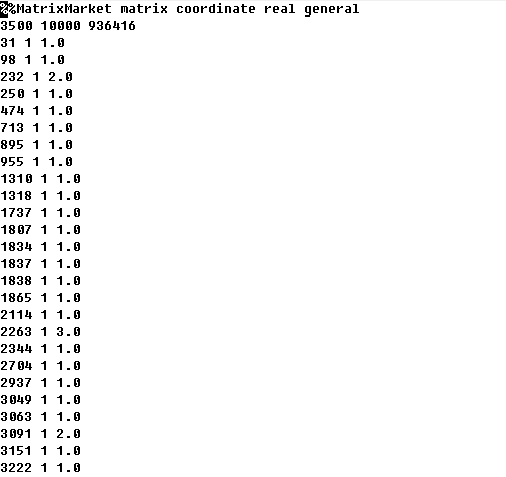 %%MatrixMarket matrix coordinate real general
3500 10000 936416
31 1 1.0
98 1 1.0
232 1 2.0
250 1 1.0
474 1 1.0
713 1 1.0
895 1 1.0
955 1 1.0
1310 1 1.0
1318 1 1.0
1737 1 1.0
1807 1 1.0
1834 1 1.0
1837 1 1.0
1838 1 1.0
1865 1 1.0
2114 1 1.0
2263 1 3.0
2344 1 1.0
2704 1 1.0
2937 1 1.0
3049 1 1.0
3063 1 1.0
3091 1 2.0
3151 1 1.0
3222 1 1.0